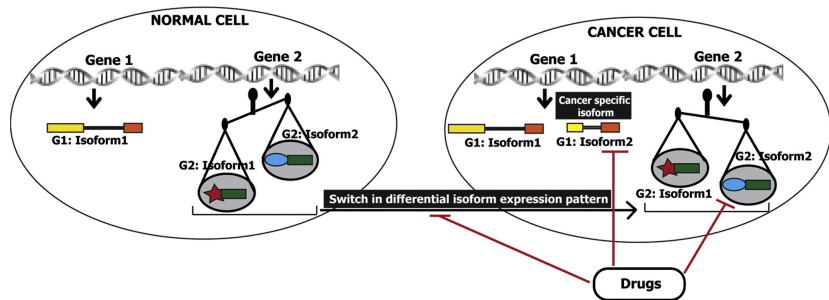 NORMAL CELL
Gene 1
Gene 2
G1: Isoform1
G2: Isoform2
G2: Isoform1
CANCER CELL
Gene 1
Gene 2
Cancer specific
isoform
G1: Isoform1
G1: Isoform2
G2: Isoform2
G2: Isoform1
Switch in differential isoform expression pattern
Drugs